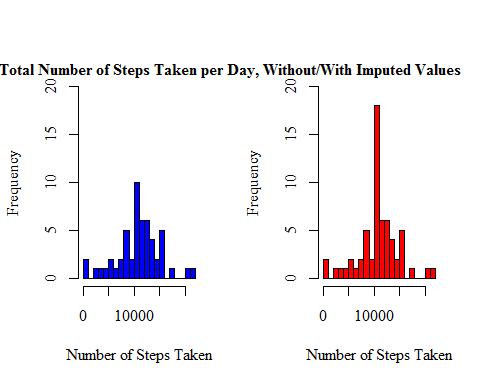 Total Number of Steps Taken per Day, Without/With Imputed Values
Frequency
0
5
10
15
20
0
10000
Number of Steps Taken
Frequency
0
5
10
15
20
0
10000
Number of Steps Taken